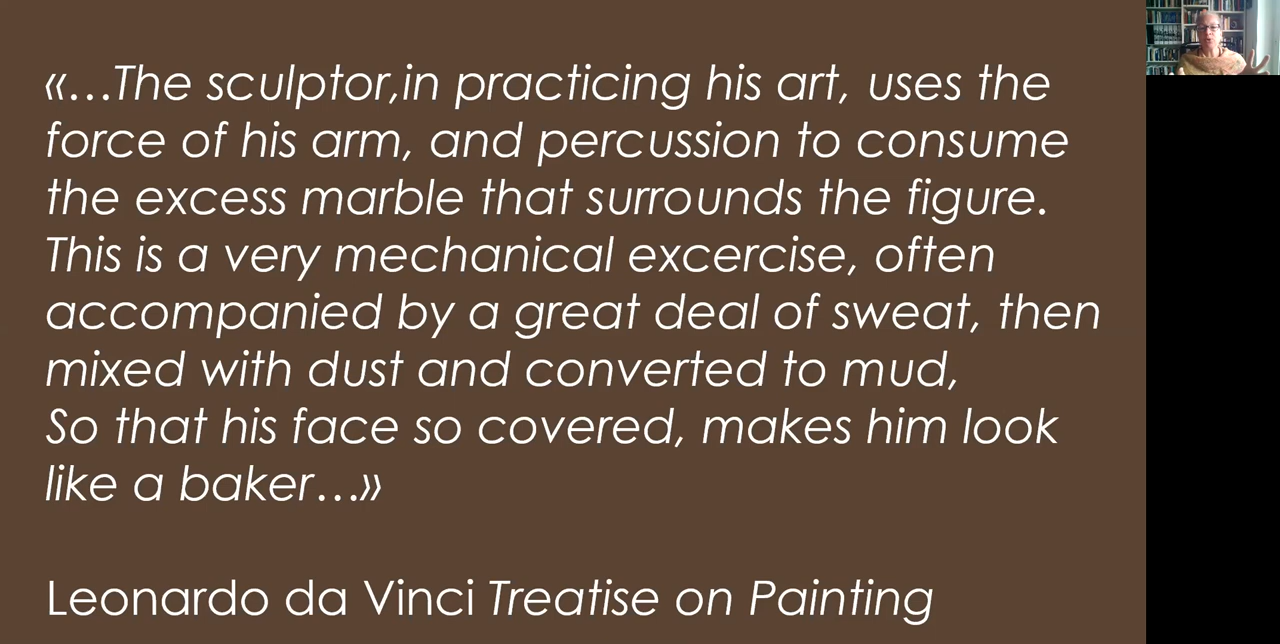 «...The sculptor,in practicing his art, uses the
force of his arm, and percussion to consume
the excess marble that surrounds the figure.
This is a very mechanical excercise, often
accompanied by a great deal of sweat, then
mixed with dust and converted to mud,
So that his face so covered, makes him look
like a baker...»
Leonardo da Vinci Treatise on Painting